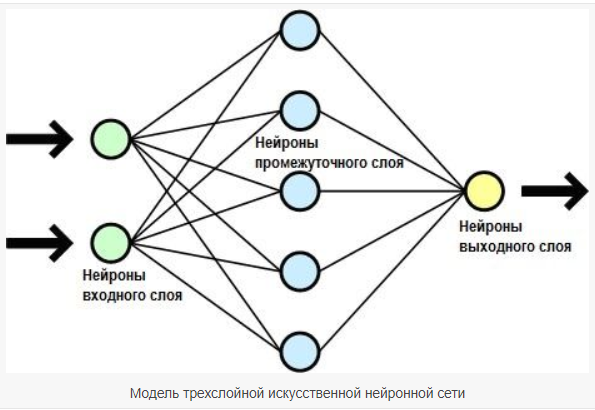 Нейроны
промежуточного слоя
Нейроны
выходного слоя
Нейроны
входного слоя
Модель трехслойной искусственной нейронной сети